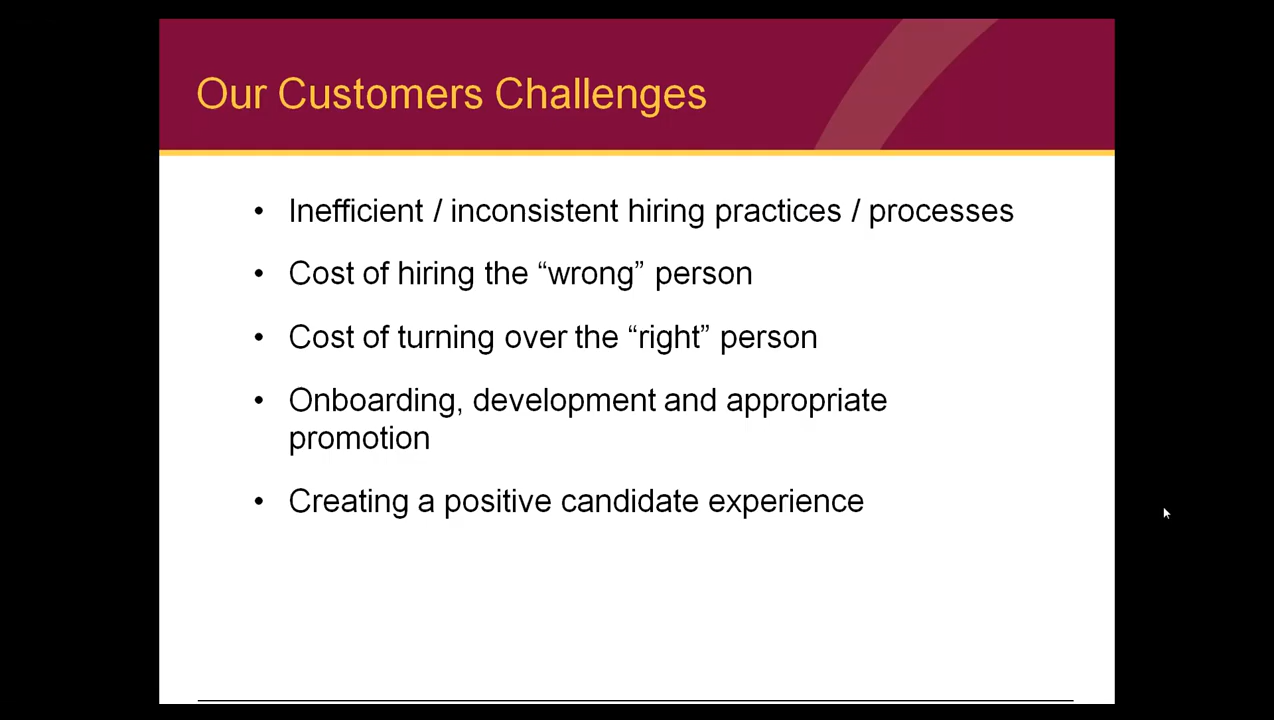 Our Customers Challenges
• Inefficient / inconsistent hiring practices / processes
• Cost of hiring the “wrong” person
• Cost of turning over the “right” person
• Onboarding, development and appropriate
promotion
• Creating a positive candidate experience